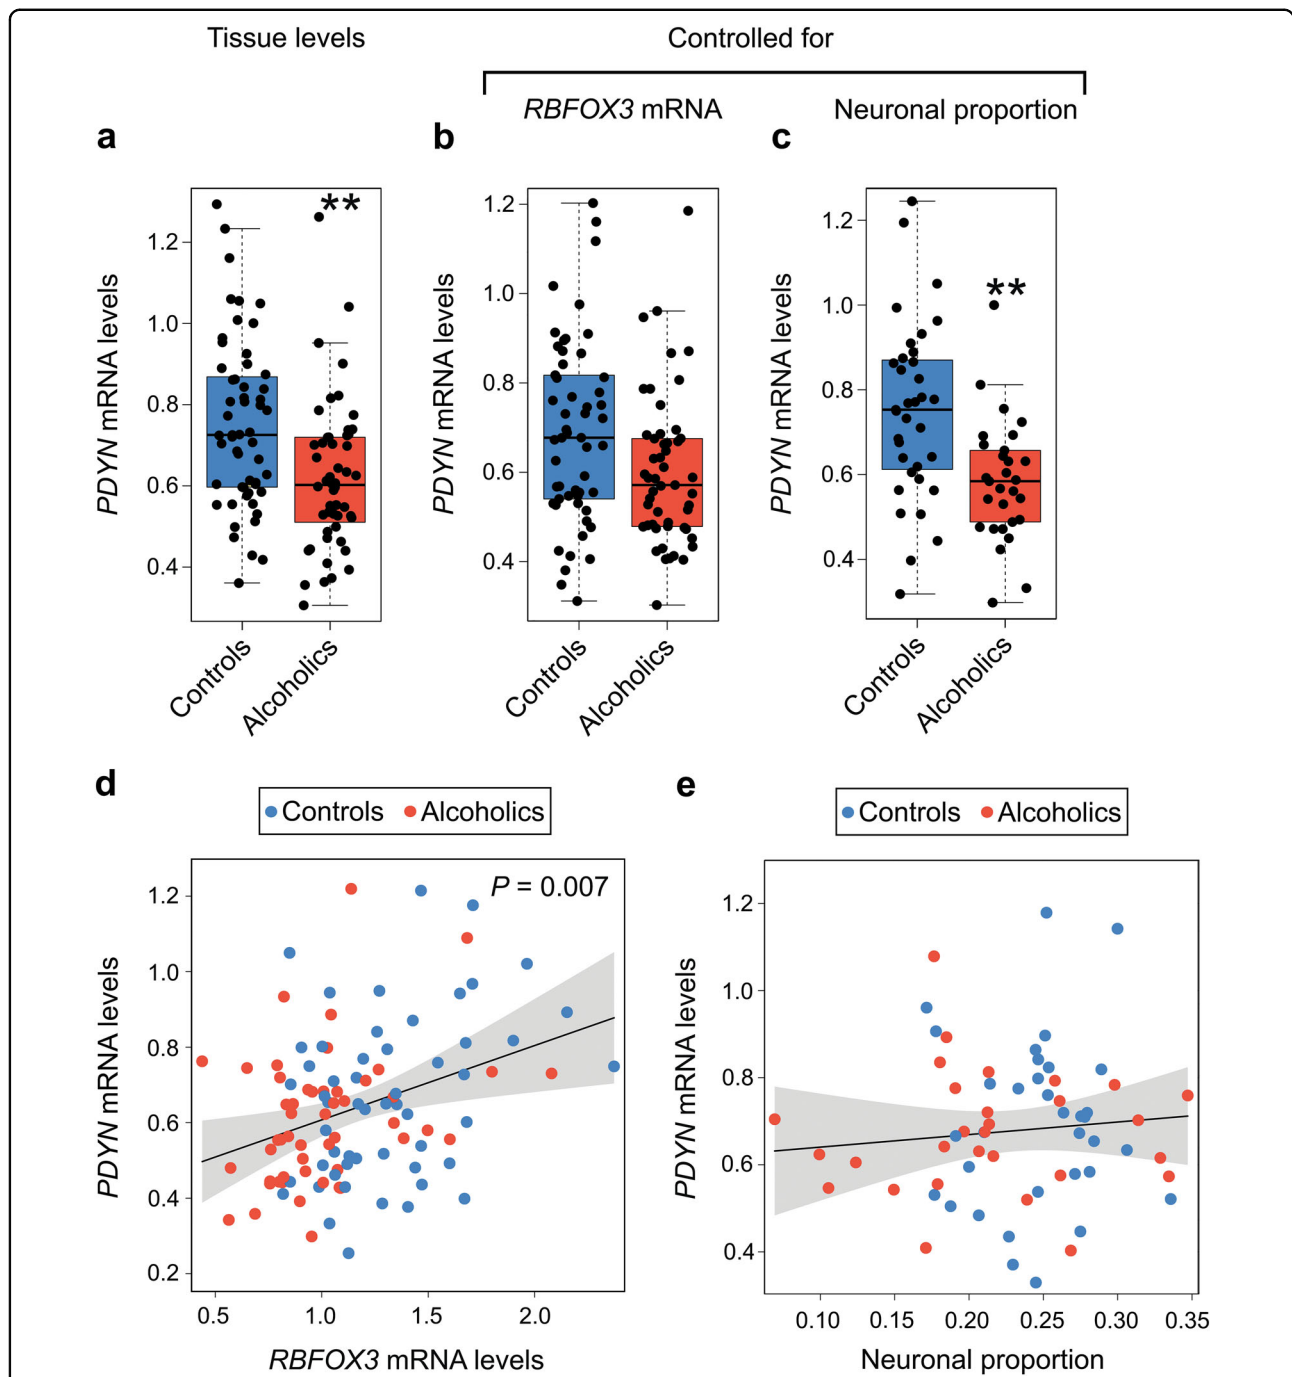 Tissue levels
Controlled for
RBFOX3 mRNA
Neuronal proportion
a
b
c
**
**
PDYN mRNA levels
1.2
1.0
0.8
0.6
0.4
Controls
Alcoholics
PDYN mRNA levels
1.2
1.0
0.8
0.6
0.4
Controls
Alcoholics
PDYN mRNA levels
1.2
1.0
0.8
0.6
0.4
Controls
Alcoholics
d
Controls
Alcoholics
P = 0.007
PDYN mRNA levels
1.2
1.0
0.8
0.6
0.4
0.2
0.5 1.0 1.5 2.0
RBFOX3 mRNA levels
e
Controls
Alcoholics
PDYN mRNA levels
1.2
1.0
0.8
0.6
0.4
0.10 0.15 0.20 0.25 0.30 0.35
Neuronal proportion